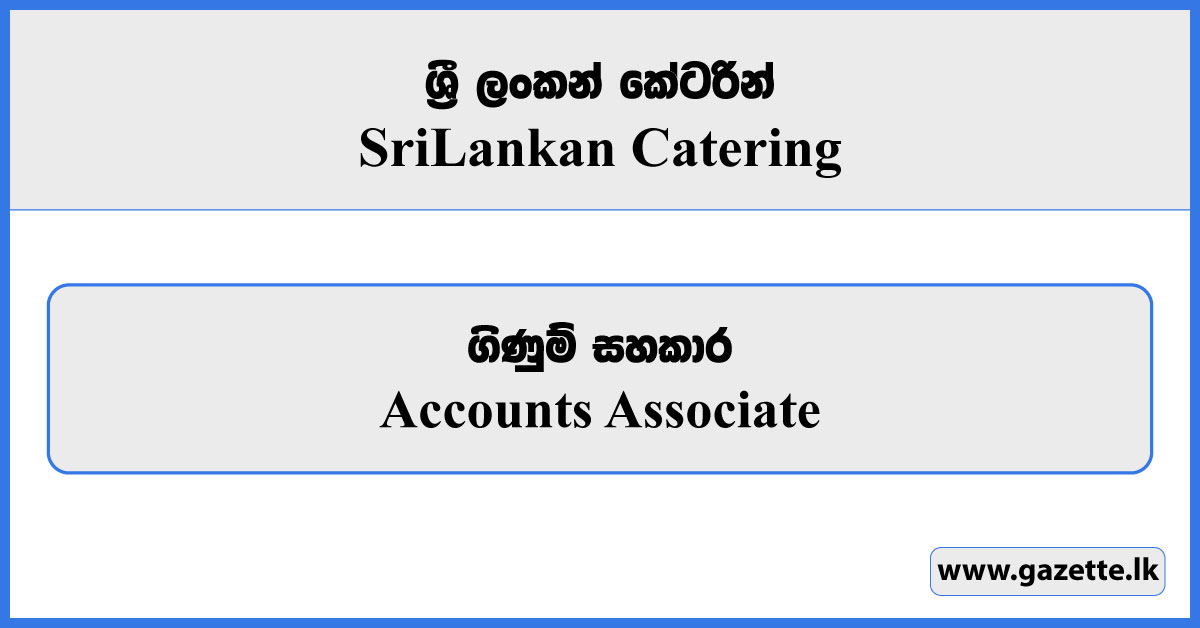 ශ්‍රී ලංකන් කේටරින්
SriLankan Catering
ගිණුම් සහකාර
Accounts Associate
www.gazette.lk